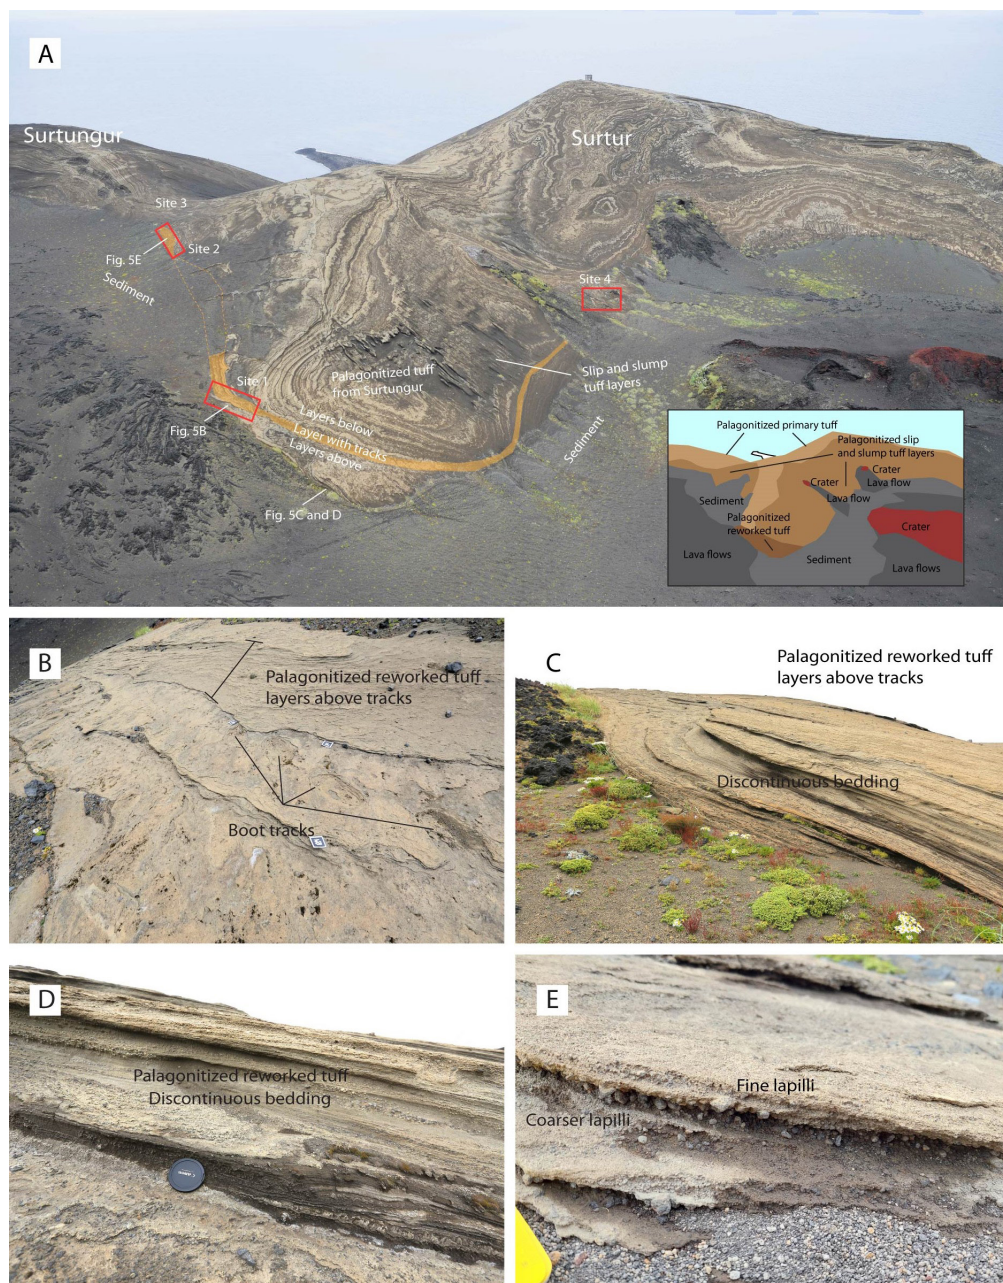 A
Surtungur
Surtur
Site 3
Site 2
Fig. 5E
Sediment
Site 4
Site 1
Fig. 5B
Palagonitized tuff
from Surtungur
Slip and slump
tuff layers
Layers below
Layer with tracks
Layers above
Sediment
Fig. 5C and D
Palagonitized primary tuff
Palagonitized slip
and slump tuff layers
Crater
Lava flow
Crater
Lava flow
Sediment
Palagonitized
reworked tuff
Crater
Lava flows
Sediment
Lava flows
B
Palagonitized reworked tuff
layers above tracks
Boot tracks
C
Palagonitized reworked tuff
layers above tracks
Discontinuous bedding
D
Palagonitized reworked tuff
Discontinuous bedding
Canon
E
Fine lapilli
Coarser lapilli